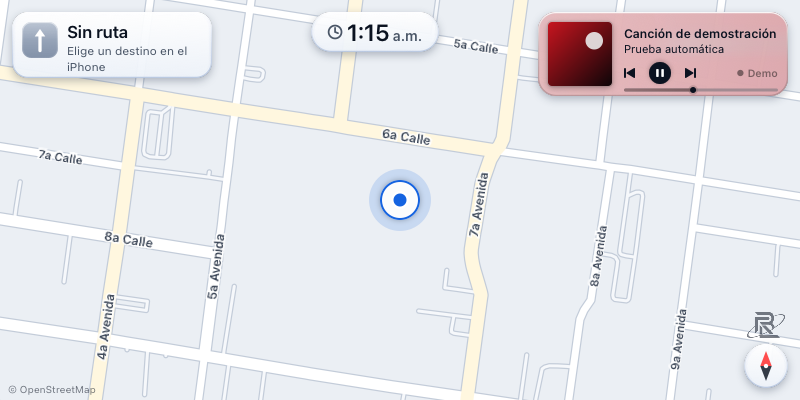 Sin ruta
Elige un destino en el
iPhone
1:15 a.m.
Canción de demostración
Prueba automática
Demo
5a Calle
6a Calle
7a Calle
7a Avenida
8a Calle
5a Avenida
8a Avenida
4a Avenida
9a Avenida
R
© OpenStreetMap